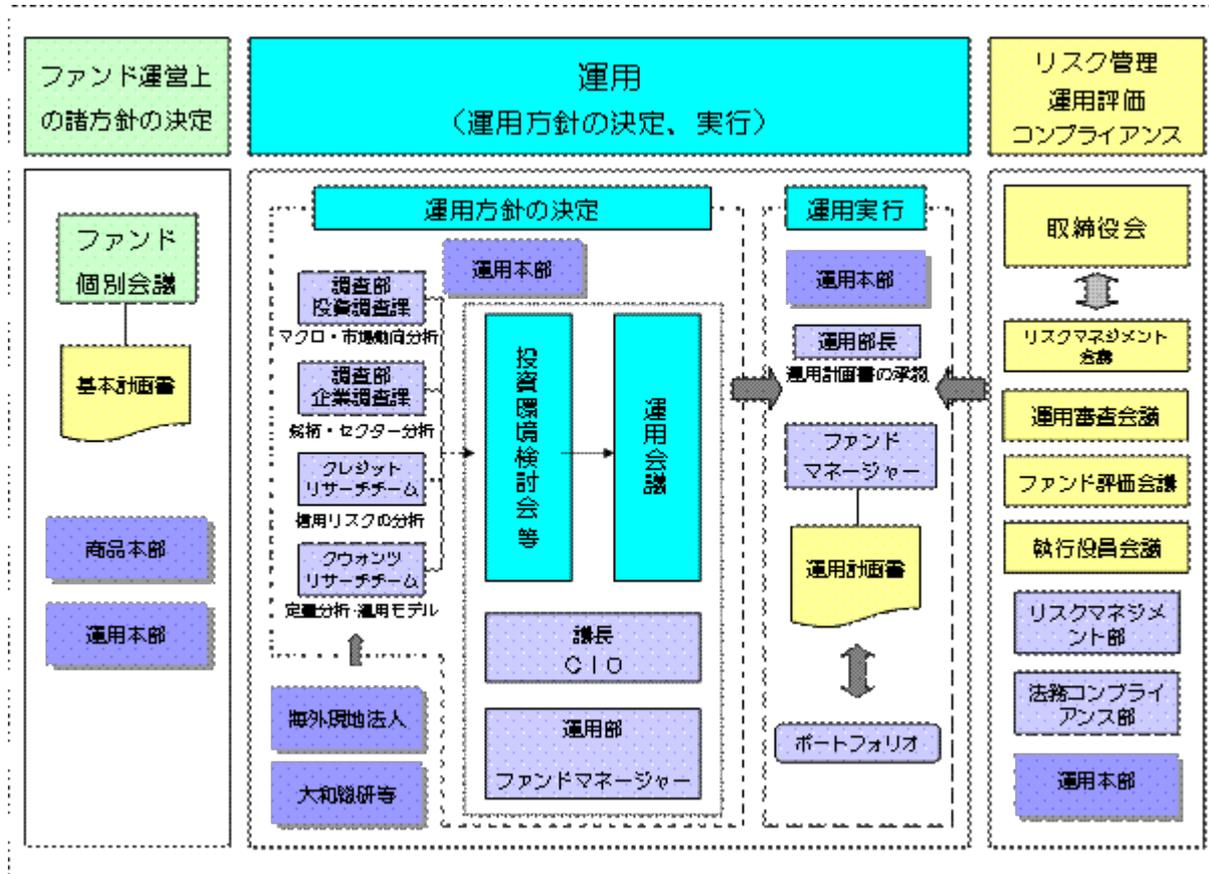 ファンド運営上
の諸方針の決定
運用
（運用方針の決定、実行）
リスク管理
運用評価
コンプライアンス
ファンド
個別会議
基本計画書
商品本部
運用本部
運用方針の決定
運用本部
調査部
投資調査課
マクロ・市場動向分析
調査部
企業調査課
銘柄・セクター分析
クレジット
リサーチチーム
信用リスクの分析
クウォンツ
リサーチチーム
定量分析・運用モデル
海外現地法人
大和総研等
投資環境検討会等
運用会議
議長
ＣＩＯ
運用部
ファンドマネージャー
運用実行
運用本部
運用部長
運用計画書の承認
ファンド
マネージャー
運用計画書
ポートフォリオ
取締役会
リスクマネジメント
会議
運用審査会議
ファンド評価会議
執行役員会議
リスクマネジメ
ント部
法務コンプライ
アンス部
運用本部